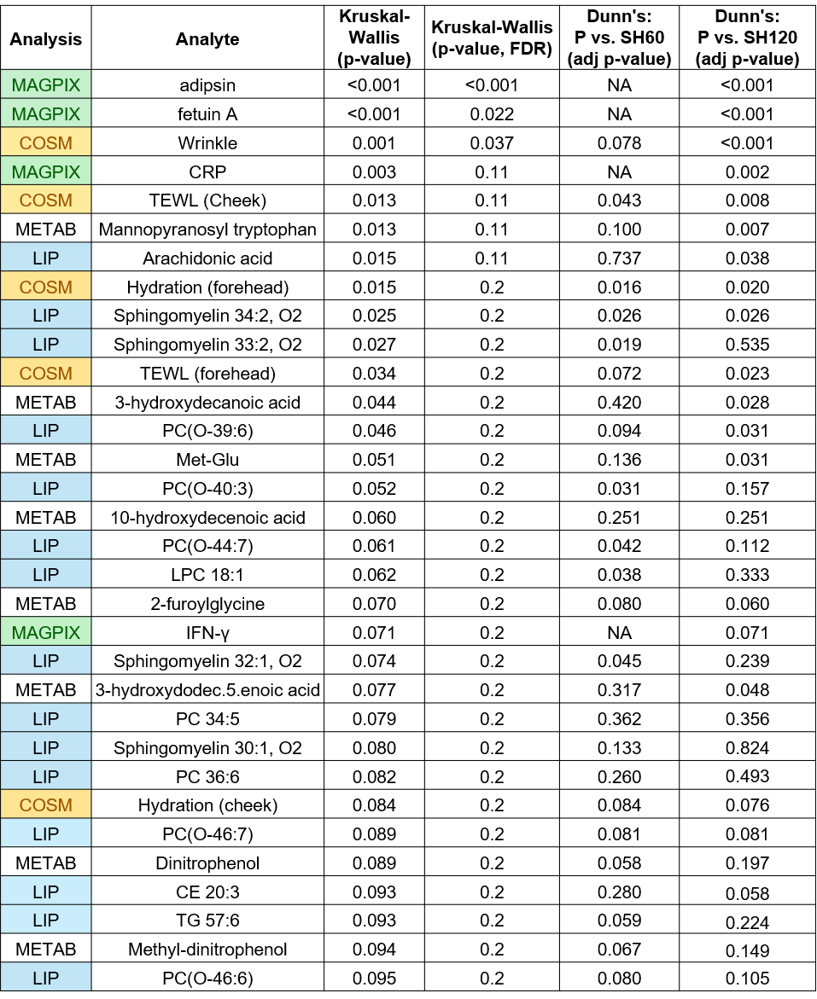 Analysis Analyte Kruskal-Wallis (p-value) Kruskal-Wallis (p-value, FDR) Dunn's: P vs. SH60 (adj p-value) Dunn's: P vs. SH120 (adj p-value)
MAGPIX adipsin <0.001 <0.001 NA <0.001
MAGPIX fetuin A <0.001 0.022 NA <0.001
COSM Wrinkle 0.001 0.037 0.078 <0.001
MAGPIX CRP 0.003 0.11 NA 0.002
COSM TEWL (Cheek) 0.013 0.11 0.043 0.008
METAB Mannopyranosyl tryptophan 0.013 0.11 0.100 0.007
LIP Arachidonic acid 0.015 0.11 0.737 0.038
COSM Hydration (forehead) 0.015 0.2 0.016 0.020
LIP Sphingomyelin 34:2, O2 0.025 0.2 0.026 0.026
LIP Sphingomyelin 33:2, O2 0.027 0.2 0.019 0.535
COSM TEWL (forehead) 0.034 0.2 0.072 0.023
METAB 3-hydroxydecanoic acid 0.044 0.2 0.420 0.028
LIP PC(O-39:6) 0.046 0.2 0.094 0.031
METAB Met-Glu 0.051 0.2 0.136 0.031
LIP PC(O-40:3) 0.052 0.2 0.031 0.157
METAB 10-hydroxydecenoic acid 0.060 0.2 0.251 0.251
LIP PC(O-44:7) 0.061 0.2 0.042 0.112
LIP LPC 18:1 0.062 0.2 0.038 0.333
METAB 2-furoylglycine 0.070 0.2 0.080 0.060
MAGPIX IFN-γ 0.071 0.2 NA 0.071
LIP Sphingomyelin 32:1, O2 0.074 0.2 0.045 0.239
METAB 3-hydroxydodec.5.enoic acid 0.077 0.2 0.317 0.048
LIP PC 34:5 0.079 0.2 0.362 0.356
LIP Sphingomyelin 30:1, O2 0.080 0.2 0.133 0.824
LIP PC 36:6 0.082 0.2 0.260 0.493
COSM Hydration (cheek) 0.084 0.2 0.084 0.076
LIP PC(O-46:7) 0.089 0.2 0.081 0.081
METAB Dinitrophenol 0.089 0.2 0.058 0.197
LIP CE 20:3 0.093 0.2 0.280 0.058
LIP TG 57:6 0.093 0.2 0.059 0.224
METAB Methyl-dinitrophenol 0.094 0.2 0.067 0.149
LIP PC(O-46:6) 0.095 0.2 0.080 0.105